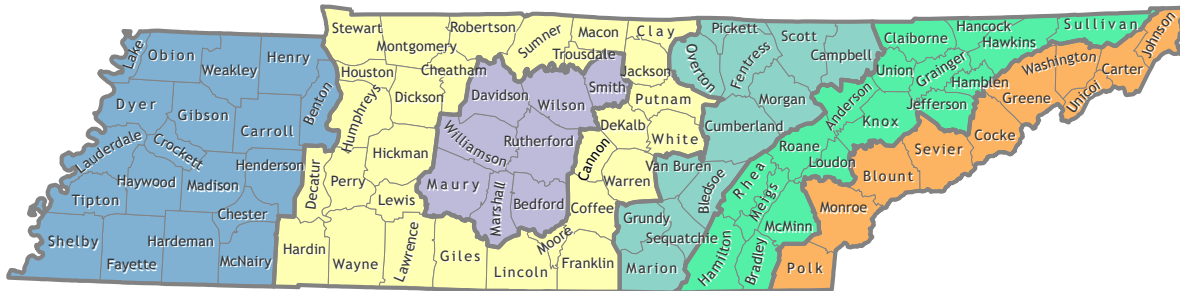 Lake
Obion
Weakley
Henry
Benton
Dyer
Gibson
Carroll
Lauderdale
Crockett
Henderson
Haywood
Madison
Tipton
Chester
Shelby
Fayette
Hardeman
McNairy
Stewart
Montgomery
Robertson
Sumner
Macon
Trousdale
Clay
Houston
Cheatham
Dickson
Humphreys
Hickman
Perry
Decatur
Lewis
Hardin
Wayne
Lawrence
Giles
Lincoln
Moore
Franklin
Coffee
Warren
Cannon
DeKalb
White
Putnam
Jackson
Smith
Davidson
Wilson
Williamson
Rutherford
Maury
Marshall
Bedford
Overton
Pickett
Fentress
Scott
Campbell
Morgan
Cumberland
Van Buren
Bledsoe
Grundy
Sequatchie
Marion
Claiborne
Hancock
Hawkins
Sullivan
Union
Grainger
Hamblen
Jefferson
Anderson
Knox
Roane
Loudon
Rhea
Meigs
McMinn
Hamilton
Bradley
Polk
Monroe
Blount
Sevier
Cocke
Greene
Washington
Unicoi
Carter
Johnson